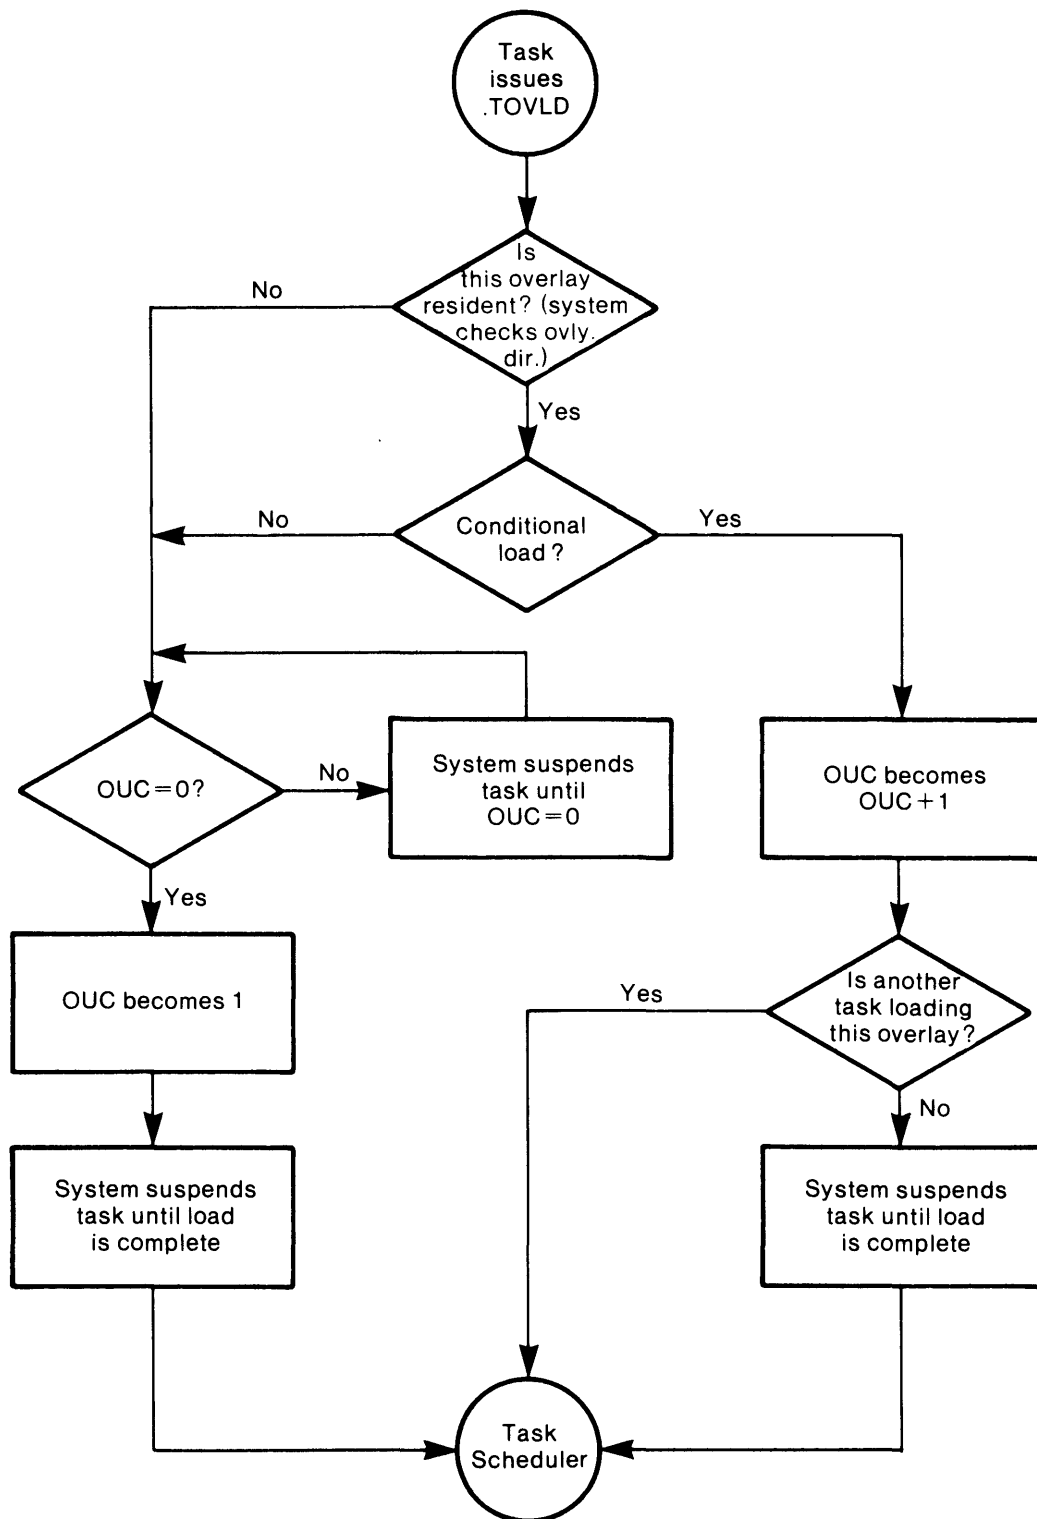 Task
issues
.TOVLD
Is
this overlay
resident? (system
checks ovly.
dir.)
No
Yes
Conditional
load?
No
Yes
OUC=0?
No
System suspends
task until
OUC=0
OUC becomes
OUC+1
Yes
OUC becomes 1
Is another
task loading
this overlay?
Yes
No
System suspends
task until load
is complete
System suspends
task until load
is complete
Task
Scheduler